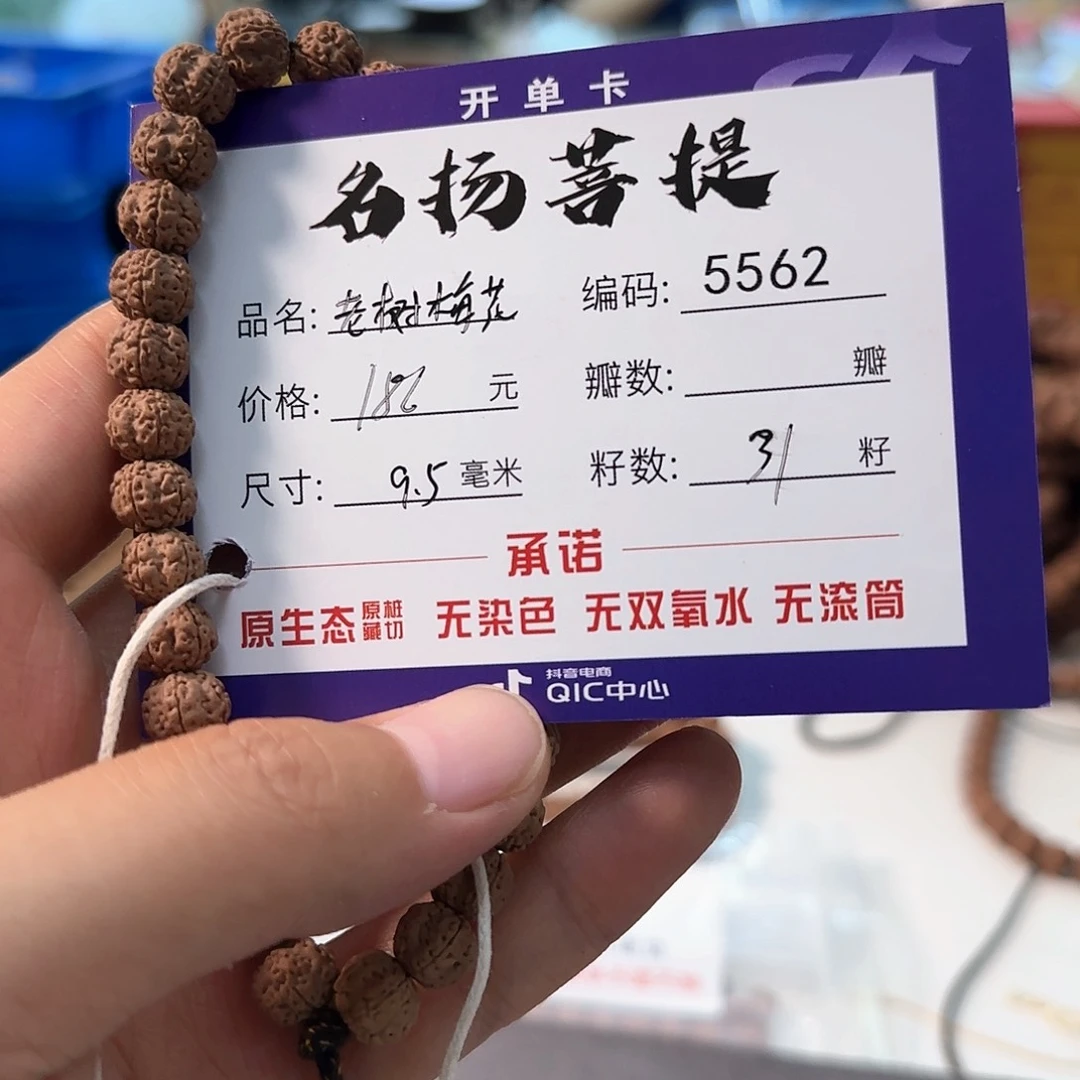 开单卡
名扬菩提
品名: 老树梅花 编码: 5562
价格: 186 元 瓣数: 瓣
尺寸: 9.5 毫米 籽数: 31 籽
承诺
原生态 原桩藏切 无染色 无双氧水 无滚筒
抖音电商
QIC中心